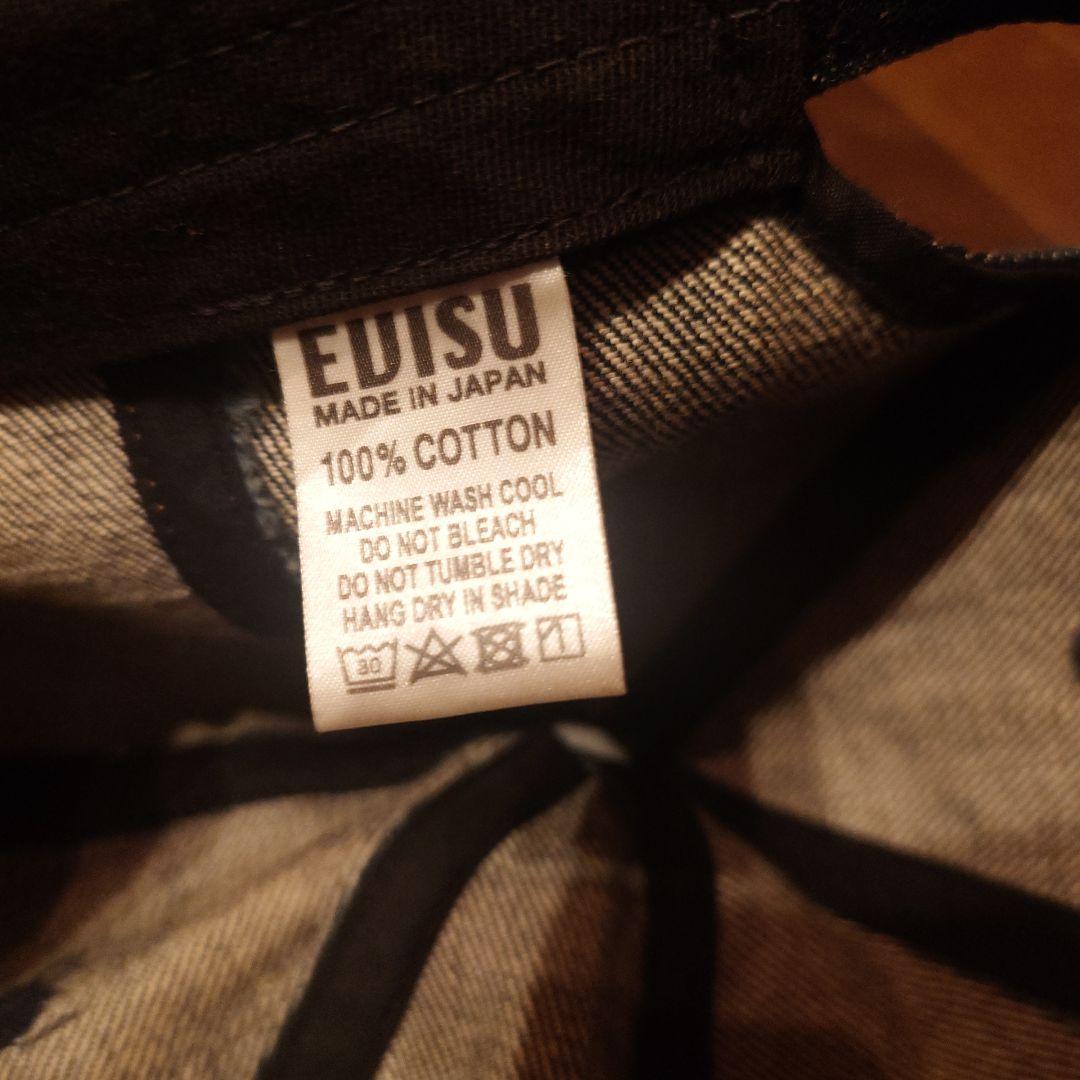 EVISU
MADE IN JAPAN
100% COTTON
MACHINE WASH COOL
DO NOT BLEACH
DO NOT TUMBLE DRY
HANG DRY IN SHADE
30